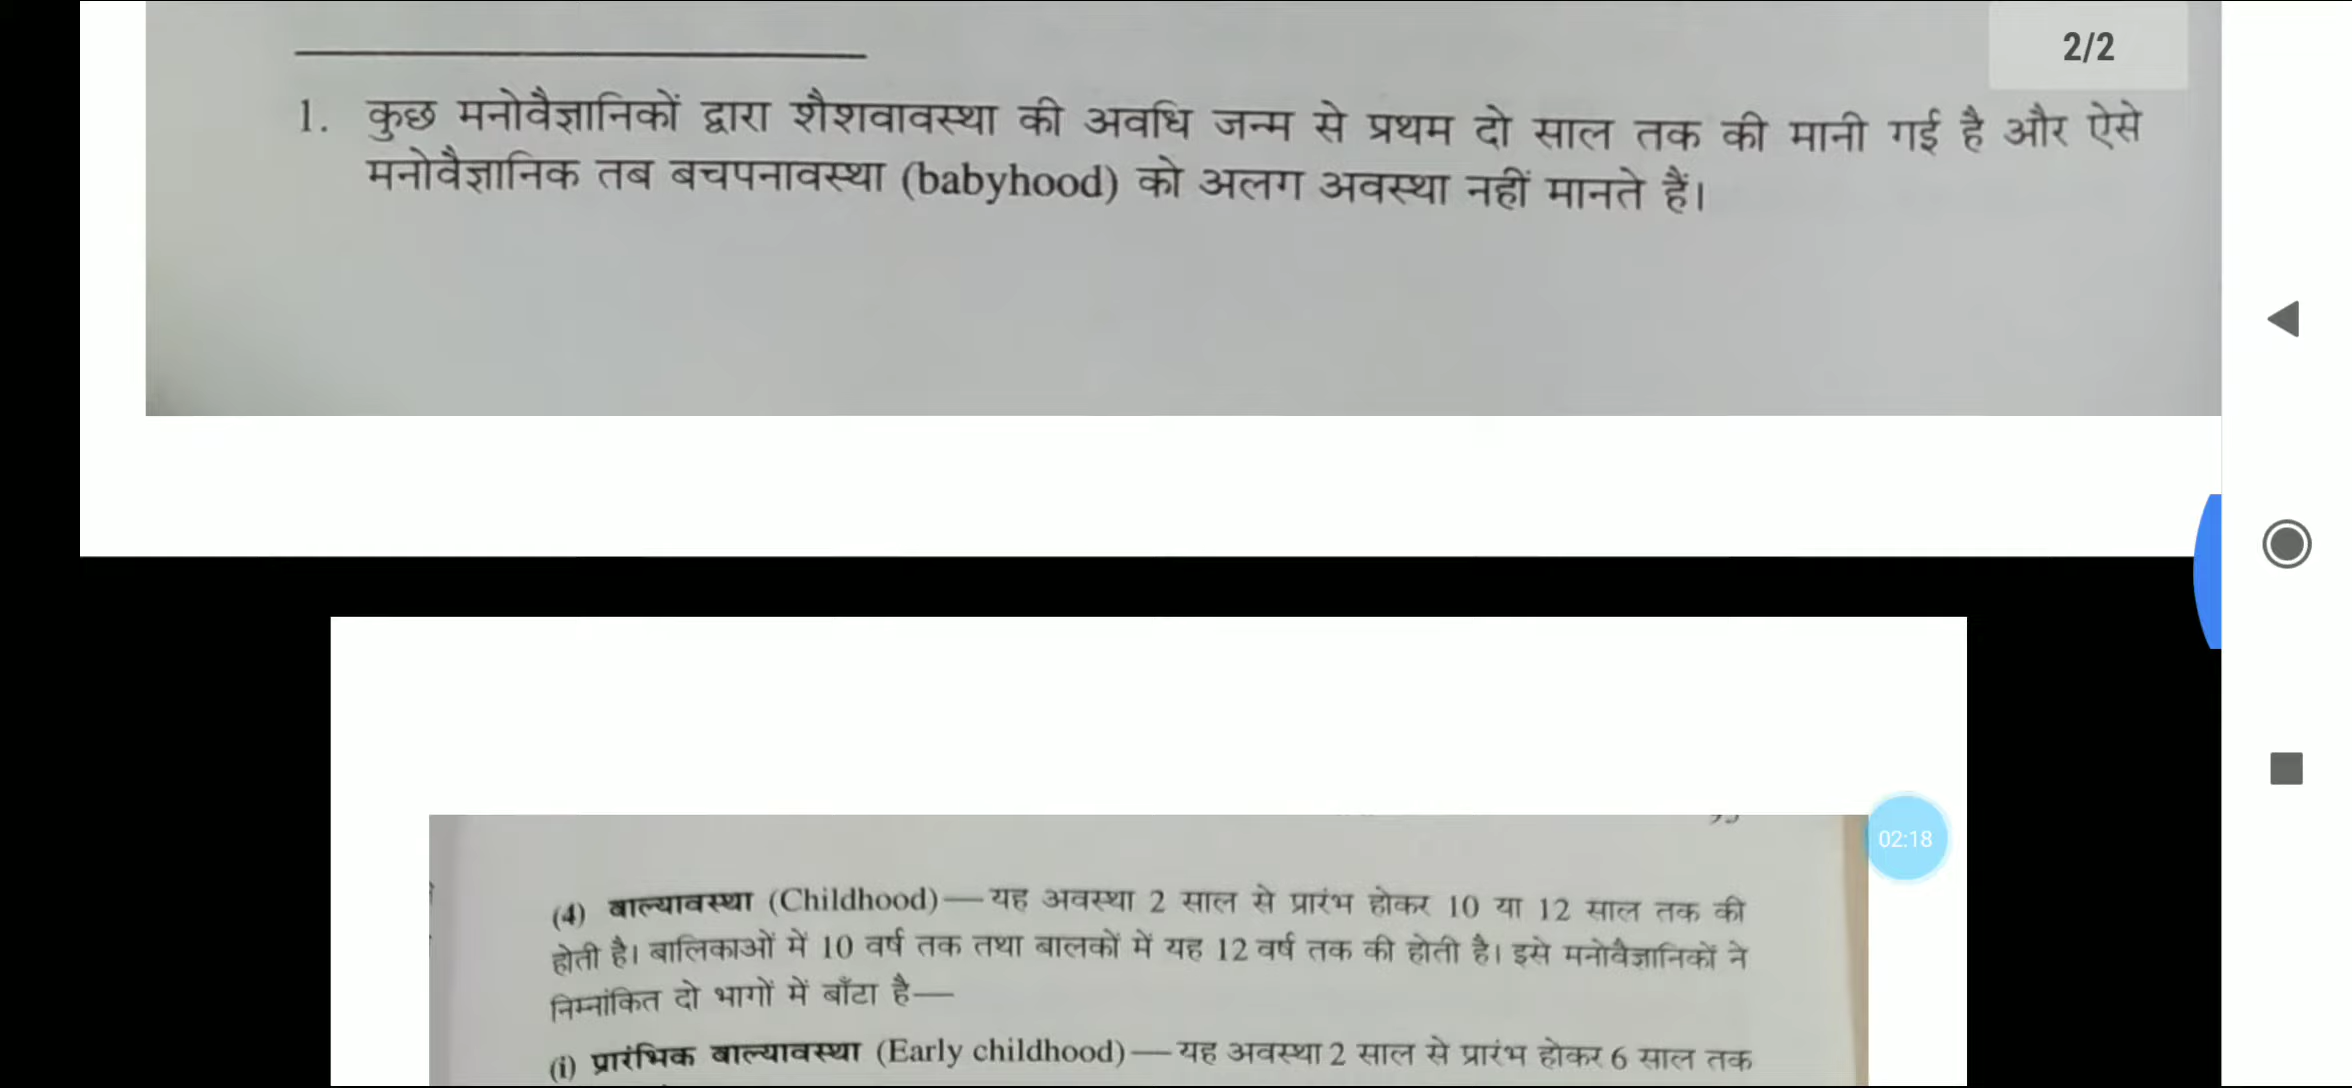 2/2
1. कुछ मनोवैज्ञानिकों द्वारा शैशवावस्था की अवधि जन्म से प्रथम दो साल तक की मानी गई है और ऐसे
मनोवैज्ञानिक तब बचपनावस्था (babyhood) को अलग अवस्था नहीं मानते हैं।
02:18
(4) बाल्यावस्था (Childhood)—यह अवस्था 2 साल से प्रारंभ होकर 10 या 12 साल तक की
होती है। बालिकाओं में 10 वर्ष तक तथा बालकों में यह 12 वर्ष तक की होती है। इसे मनोवैज्ञानिकों ने
निम्नांकित दो भागों में बाँटा है—
(i) प्रारंभिक बाल्यावस्था (Early childhood)—यह अवस्था 2 साल से प्रारंभ होकर 6 साल तक